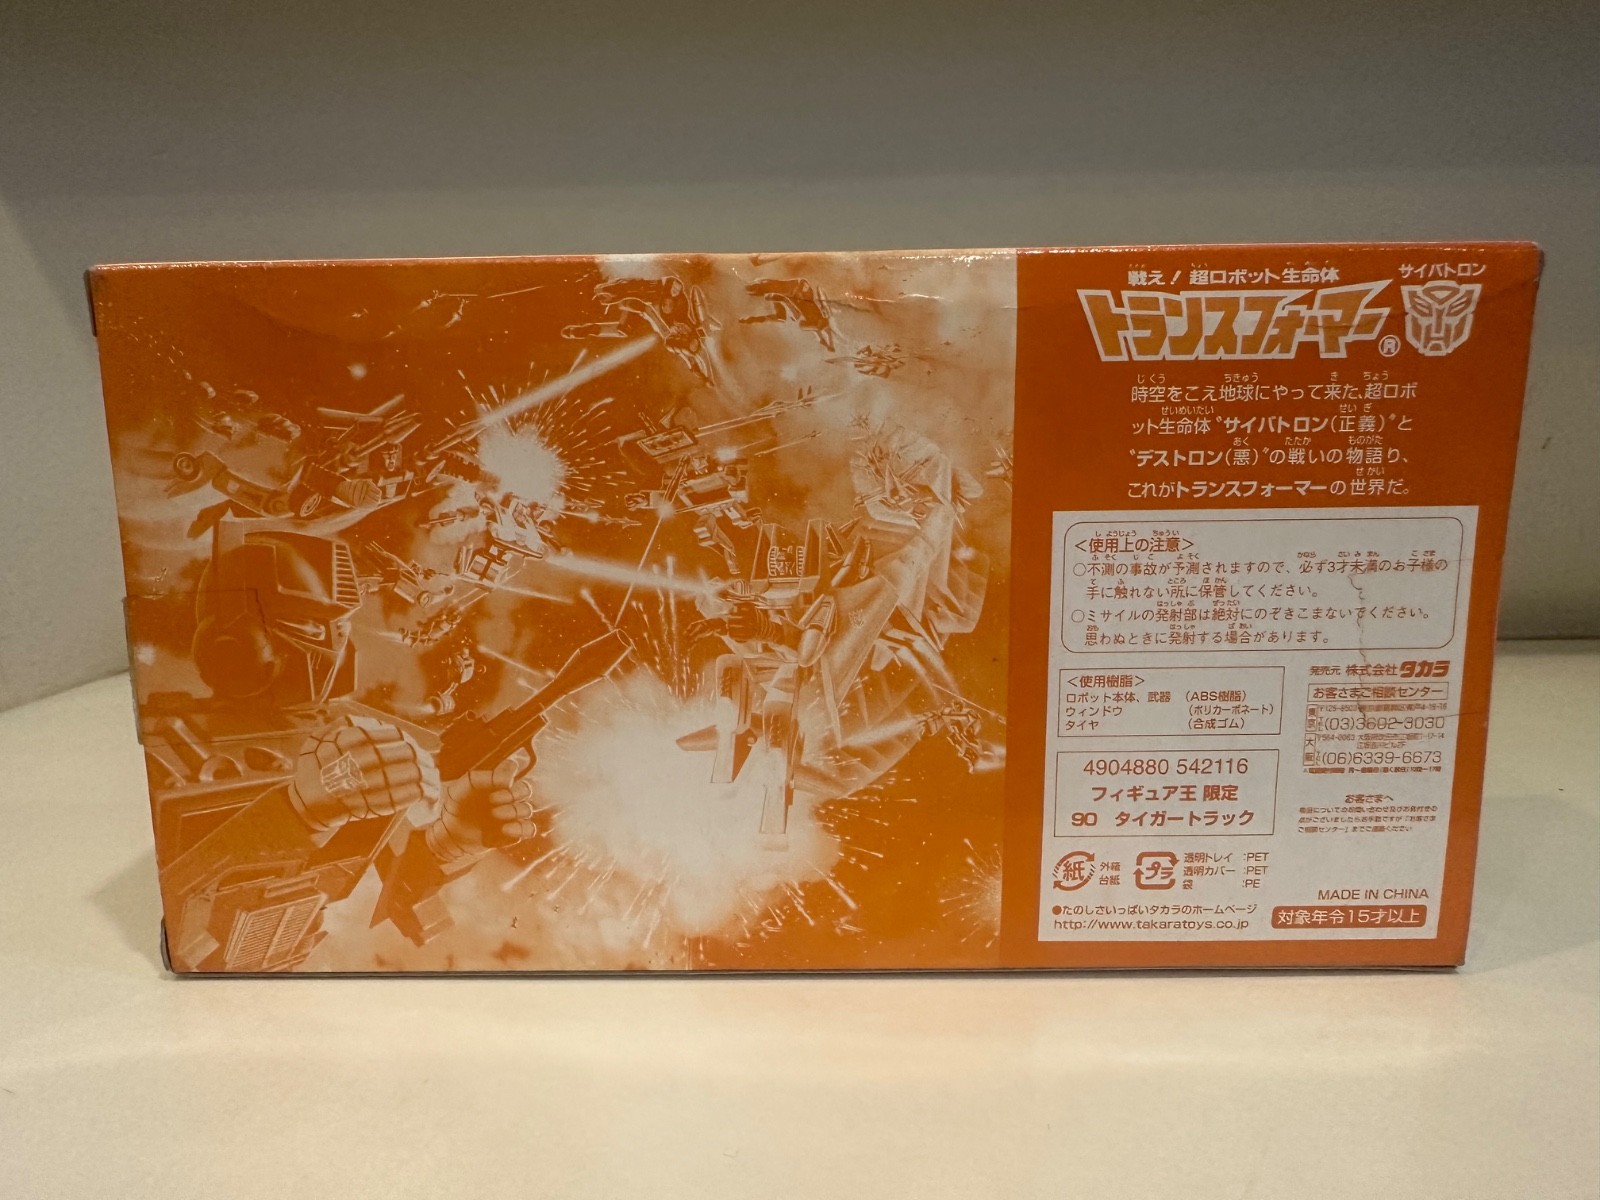 戦え！超ロボット生命体
トランスフォーマー®
サイバトロン
時空をこえ地球にやって来た、超ロボ
ット生命体“サイバトロン(正義)”と
“デストロン(悪)”の戦いの物語り、
これがトランスフォーマーの世界だ。
<使用上の注意>
○不測の事故が予測されますので、必ず3才未満のお子様の
手に触れない所に保管してください。
○ミサイルの発射部は絶対にのぞきこまないでください。
思わぬときに発射する場合があります。
<使用樹脂>
ロボット本体、武器 (ABS樹脂)
ウィンドウ (ポリカーボネート)
タイヤ (合成ゴム)
4904880 542116
フィギュア王 限定
90 タイガートラック
紙 外箱
台紙
プラ 透明トレイ :PET
透明カバー :PET
袋 :PE
●たのしさいっぱいタカラのホームページ
http://www.takaratoys.co.jp
発売元 株式会社タカラ
お客さまご相談センター
東京
(03)3602-3030
大阪
(06)6339-6673
お客さまへ
MADE IN CHINA
対象年令15才以上